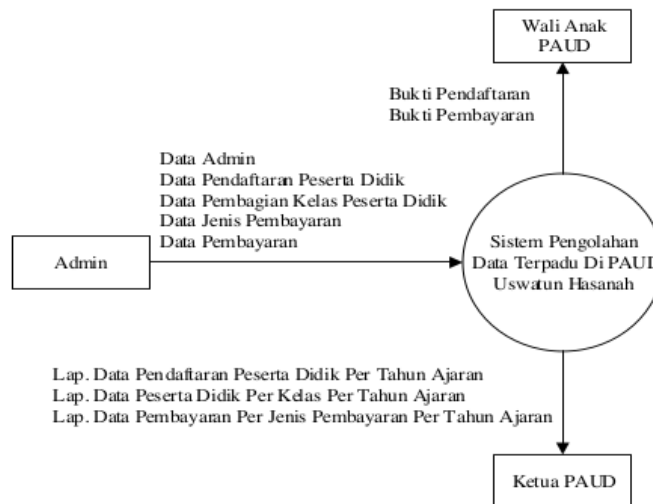 Wali Anak
PAUD
Bukti Pendaftaran
Bukti Pembayaran
Data Admin
Data Pendaftaran Peserta Didik
Data Pembagian Kelas Peserta Didik
Data Jenis Pembayaran
Data Pembayaran
Admin
Sistem Pengolahan
Data Terpadu Di PAUD
Uswatun Hasanah
Lap. Data Pendaftaran Peserta Didik Per Tahun Ajaran
Lap. Data Peserta Didik Per Kelas Per Tahun Ajaran
Lap. Data Pembayaran Per Jenis Pembayaran Per Tahun Ajaran
Ketua PAUD